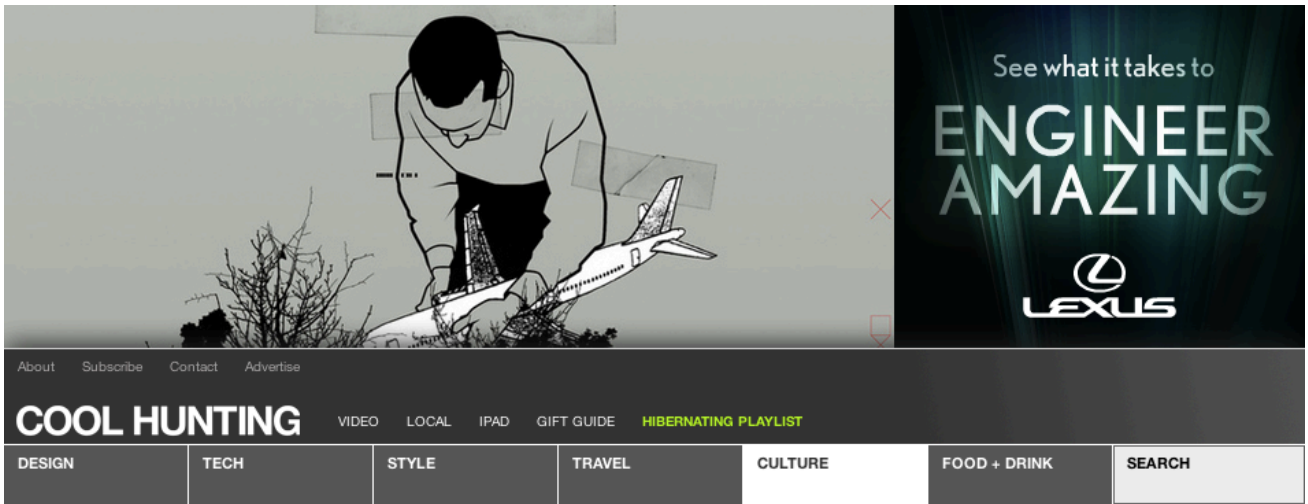 See what it takes to
ENGINEER
AMAZING
LEXUS
About Subscribe Contact Advertise
COOL HUNTING VIDEO LOCAL IPAD GIFT GUIDE HIBERNATING PLAYLIST
DESIGN TECH STYLE TRAVEL CULTURE FOOD + DRINK SEARCH